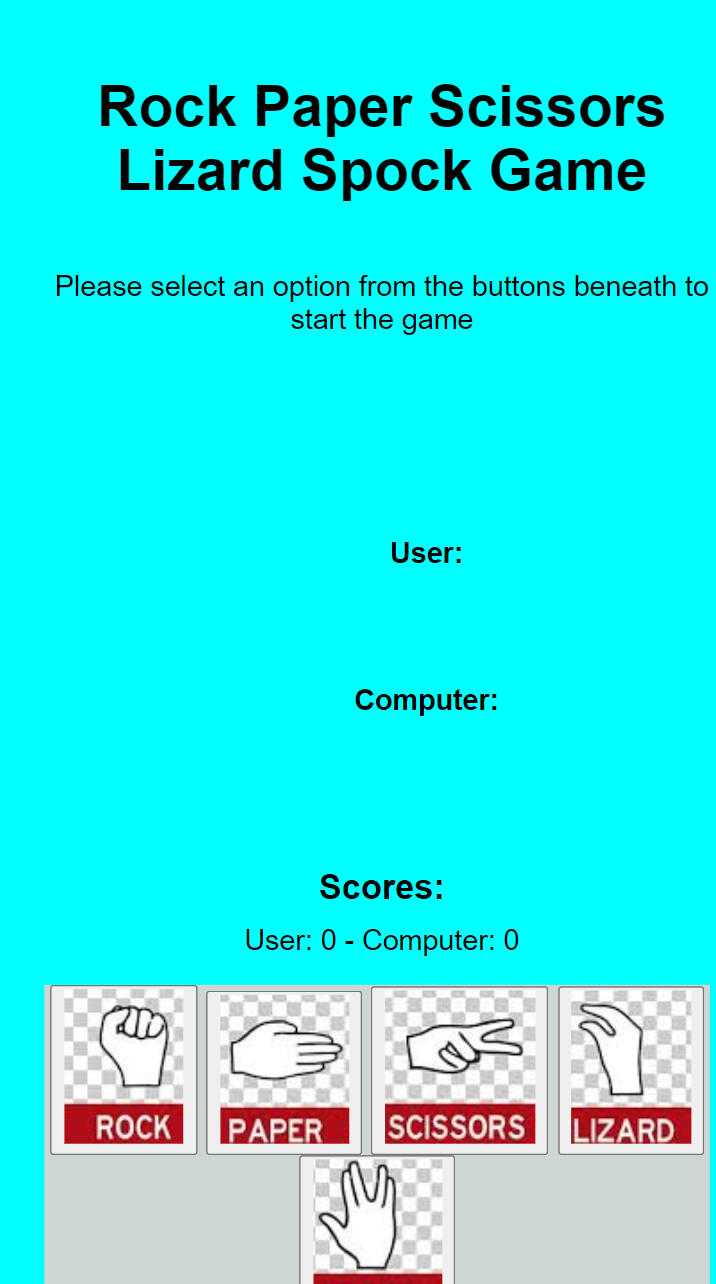 Rock Paper Scissors
Lizard Spock Game
Please select an option from the buttons beneath to
start the game
User:
Computer:
Scores:
User: 0 - Computer: 0
ROCK PAPER SCISSORS LIZARD